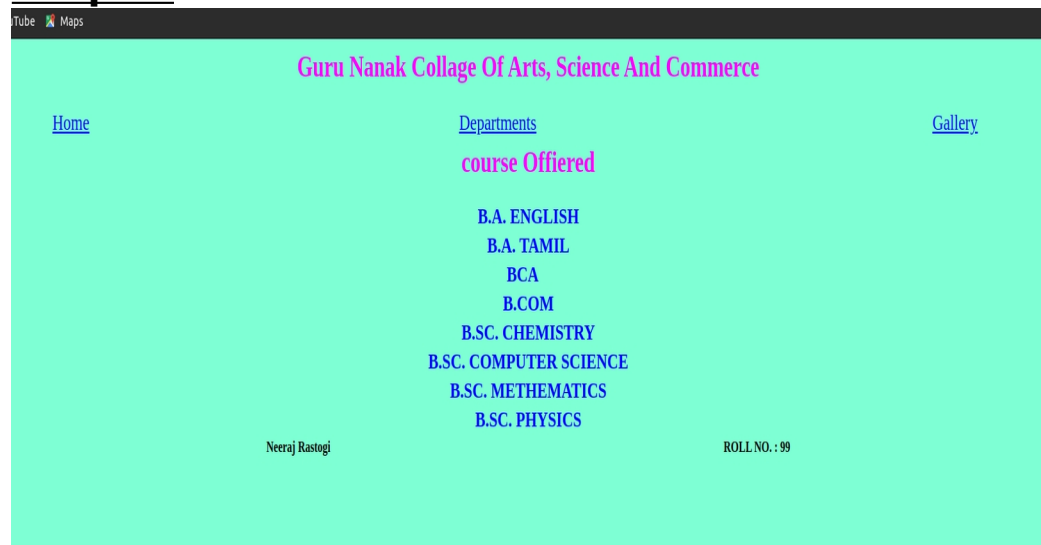 Tube Maps
Guru Nanak Collage Of Arts, Science And Commerce
Home Departments Gallery
course Offiered
B.A. ENGLISH
B.A. TAMIL
BCA
B.COM
B.SC. CHEMISTRY
B.SC. COMPUTER SCIENCE
B.SC. METHEMATICS
B.SC. PHYSICS
Neeraj Rastogi ROLL NO. : 99